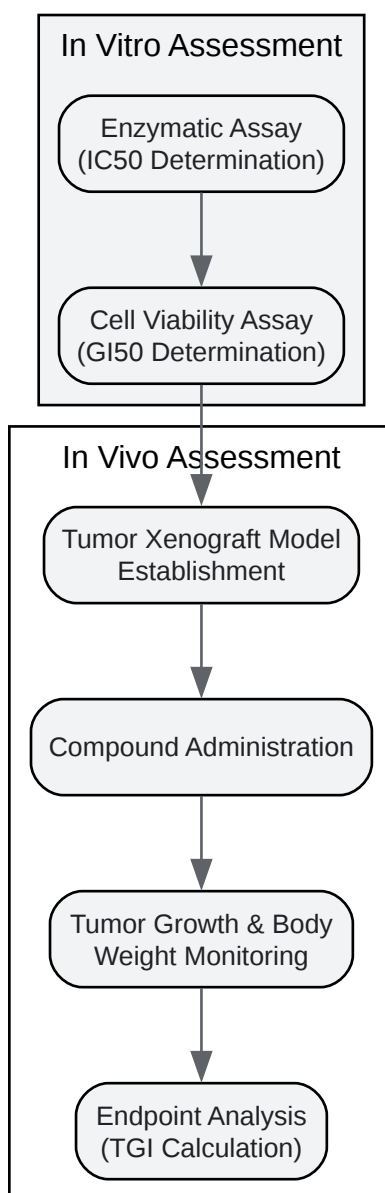 In Vitro Assessment
Enzymatic Assay
(IC50 Determination)
Cell Viability Assay
(GI50 Determination)
In Vivo Assessment
Tumor Xenograft Model
Establishment
Compound Administration
Tumor Growth & Body
Weight Monitoring
Endpoint Analysis
(TGI Calculation)